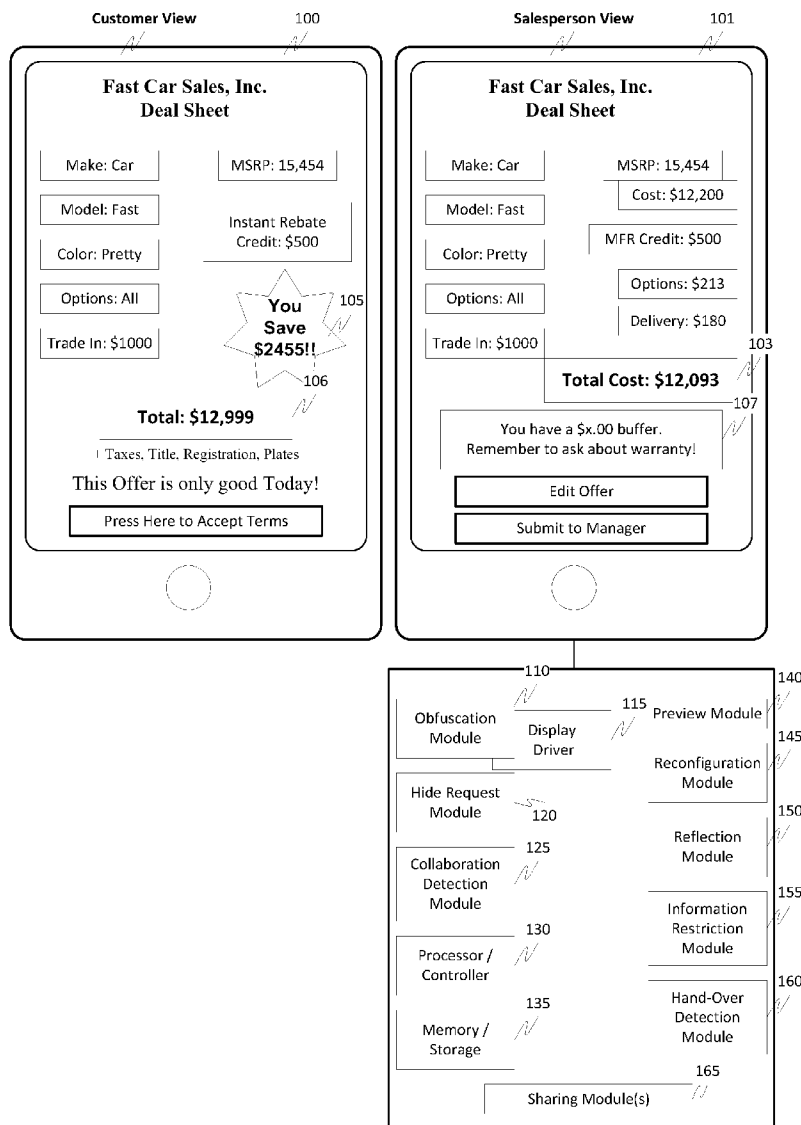 Customer View
100
Fast Car Sales, Inc.
Deal Sheet
Make: Car
MSRP: 15,454
Model: Fast
Instant Rebate
Credit: $500
Color: Pretty
Options: All
You
Save
$2455!!
105
Trade In: $1000
106
Total: $12,999
Taxes, Title, Registration, Plates
This Offer is only good Today!
Press Here to Accept Terms
Salesperson View
101
Fast Car Sales, Inc.
Deal Sheet
Make: Car
MSRP: 15,454
Cost: $12,200
Model: Fast
MFR Credit: $500
Color: Pretty
Options: $213
Options: All
Delivery: $180
Trade In: $1000
103
Total Cost: $12,093
107
You have a $x.00 buffer.
Remember to ask about warranty!
Edit Offer
Submit to Manager
110
Obfuscation
Module
115
Display
Driver
Hide Request
Module
120
125
Collaboration
Detection
Module
130
Processor /
Controller
135
Memory /
Storage
140
Preview Module
145
Reconfiguration
Module
150
Reflection
Module
155
Information
Restriction
Module
160
Hand-Over
Detection
Module
165
Sharing Module(s)